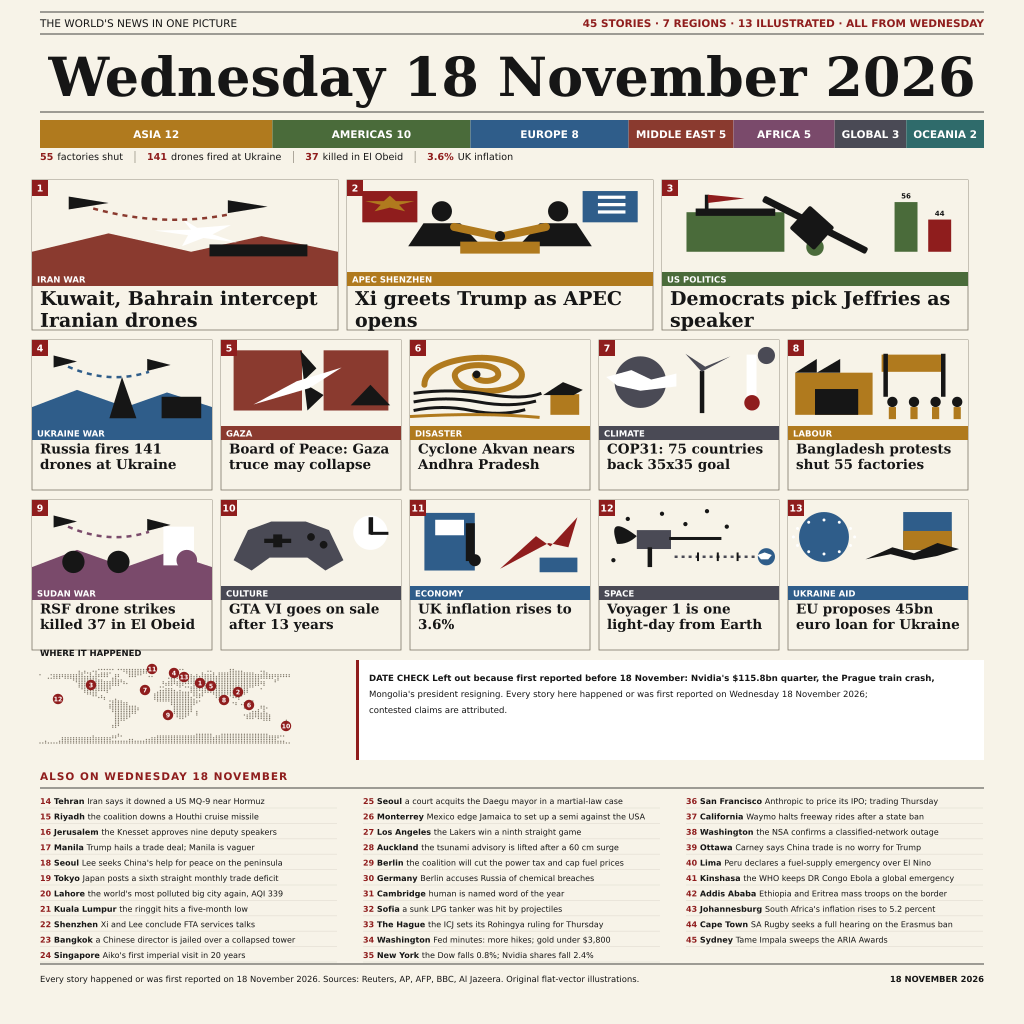 THE WORLD'S NEWS IN ONE PICTURE
45 STORIES · 7 REGIONS · 13 ILLUSTRATED · ALL FROM WEDNESDAY
Wednesday 18 November 2026
ASIA 12
AMERICAS 10
EUROPE 8
MIDDLE EAST 5
AFRICA 5
GLOBAL 3
OCEANIA 2
55 factories shut
141 drones fired at Ukraine
37 killed in El Obeid
3.6% UK inflation
1
IRAN WAR
Kuwait, Bahrain intercept
Iranian drones
2
APEC SHENZHEN
Xi greets Trump as APEC
opens
3
56
44
US POLITICS
Democrats pick Jeffries as
speaker
4
UKRAINE WAR
Russia fires 141
drones at Ukraine
5
GAZA
Board of Peace: Gaza
truce may collapse
6
DISASTER
Cyclone Akvan nears
Andhra Pradesh
7
CLIMATE
COP31: 75 countries
back 35x35 goal
8
LABOUR
Bangladesh protests
shut 55 factories
9
SUDAN WAR
RSF drone strikes
killed 37 in El Obeid
10
CULTURE
GTA VI goes on sale
after 13 years
11
ECONOMY
UK inflation rises to
3.6%
12
SPACE
Voyager 1 is one
light-day from Earth
13
UKRAINE AID
EU proposes 45bn
euro loan for Ukraine
WHERE IT HAPPENED
11
4
13
3
1
5
7
2
12
8
6
9
10
DATE CHECK Left out because first reported before 18 November: Nvidia's $115.8bn quarter, the Prague train crash,
Mongolia's president resigning. Every story here happened or was first reported on Wednesday 18 November 2026;
contested claims are attributed.
ALSO ON WEDNESDAY 18 NOVEMBER
14 Tehran Iran says it downed a US MQ-9 near Hormuz
15 Riyadh the coalition downs a Houthi cruise missile
16 Jerusalem the Knesset approves nine deputy speakers
17 Manila Trump hails a trade deal; Manila is vaguer
18 Seoul Lee seeks China's help for peace on the peninsula
19 Tokyo Japan posts a sixth straight monthly trade deficit
20 Lahore the world's most polluted big city again, AQI 339
21 Kuala Lumpur the ringgit hits a five-month low
22 Shenzhen Xi and Lee conclude FTA services talks
23 Bangkok a Chinese director is jailed over a collapsed tower
24 Singapore Aiko's first imperial visit in 20 years
25 Seoul a court acquits the Daegu mayor in a martial-law case
26 Monterrey Mexico edge Jamaica to set up a semi against the USA
27 Los Angeles the Lakers win a ninth straight game
28 Auckland the tsunami advisory is lifted after a 60 cm surge
29 Berlin the coalition will cut the power tax and cap fuel prices
30 Germany Berlin accuses Russia of chemical breaches
31 Cambridge human is named word of the year
32 Sofia a sunk LPG tanker was hit by projectiles
33 The Hague the ICJ sets its Rohingya ruling for Thursday
34 Washington Fed minutes: more hikes; gold under $3,800
35 New York the Dow falls 0.8%; Nvidia shares fall 2.4%
36 San Francisco Anthropic to price its IPO; trading Thursday
37 California Waymo halts freeway rides after a state ban
38 Washington the NSA confirms a classified-network outage
39 Ottawa Carney says China trade is no worry for Trump
40 Lima Peru declares a fuel-supply emergency over El Nino
41 Kinshasa the WHO keeps DR Congo Ebola a global emergency
42 Addis Ababa Ethiopia and Eritrea mass troops on the border
43 Johannesburg South Africa's inflation rises to 5.2 percent
44 Cape Town SA Rugby seeks a full hearing on the Erasmus ban
45 Sydney Tame Impala sweeps the ARIA Awards
Every story happened or was first reported on 18 November 2026. Sources: Reuters, AP, AFP, BBC, Al Jazeera. Original flat-vector illustrations.
18 NOVEMBER 2026